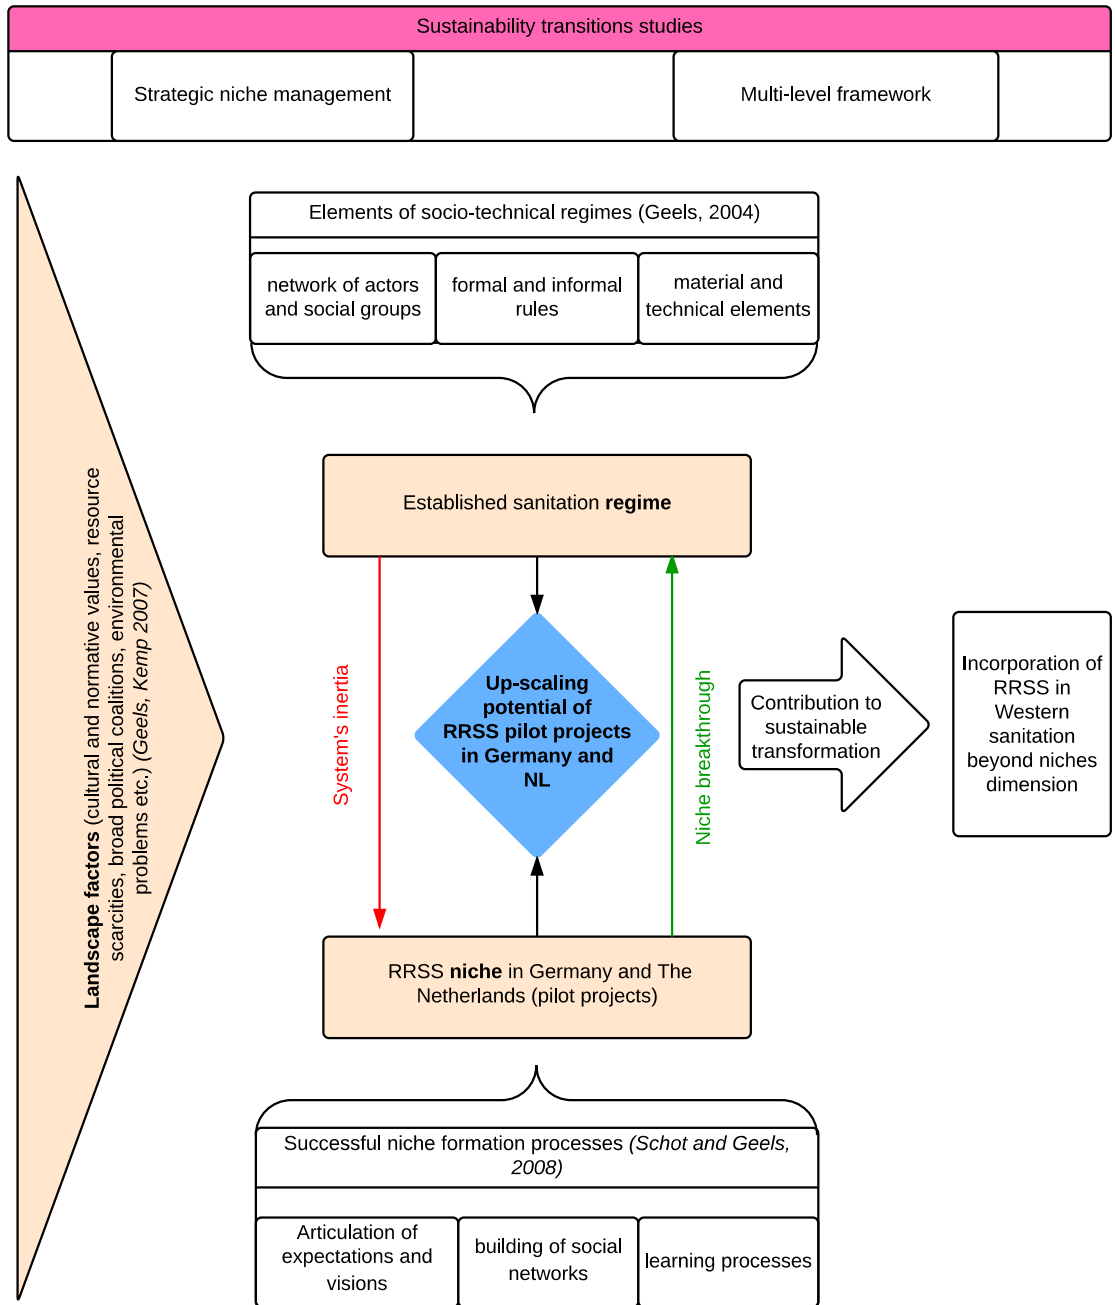 Sustainability transitions studies
Strategic niche management
Multi-level framework
Elements of socio-technical regimes (Geels, 2004)
network of actors
and social groups
formal and informal
rules
material and
technical elements
Landscape factors (cultural and normative values, resource
scarcities, broad political coalitions, environmental
problems etc.) (Geels, Kemp 2007)
Established sanitation regime
System's inertia
Up-scaling
potential of
RRSS pilot projects
in Germany and
NL
Niche breakthrough
Contribution to
sustainable
transformation
Incorporation of
RRSS in
Western
sanitation
beyond niches
dimension
RRSS niche in Germany and The
Netherlands (pilot projects)
Successful niche formation processes (Schot and Geels,
2008)
Articulation of
expectations and
visions
building of social
networks
learning processes